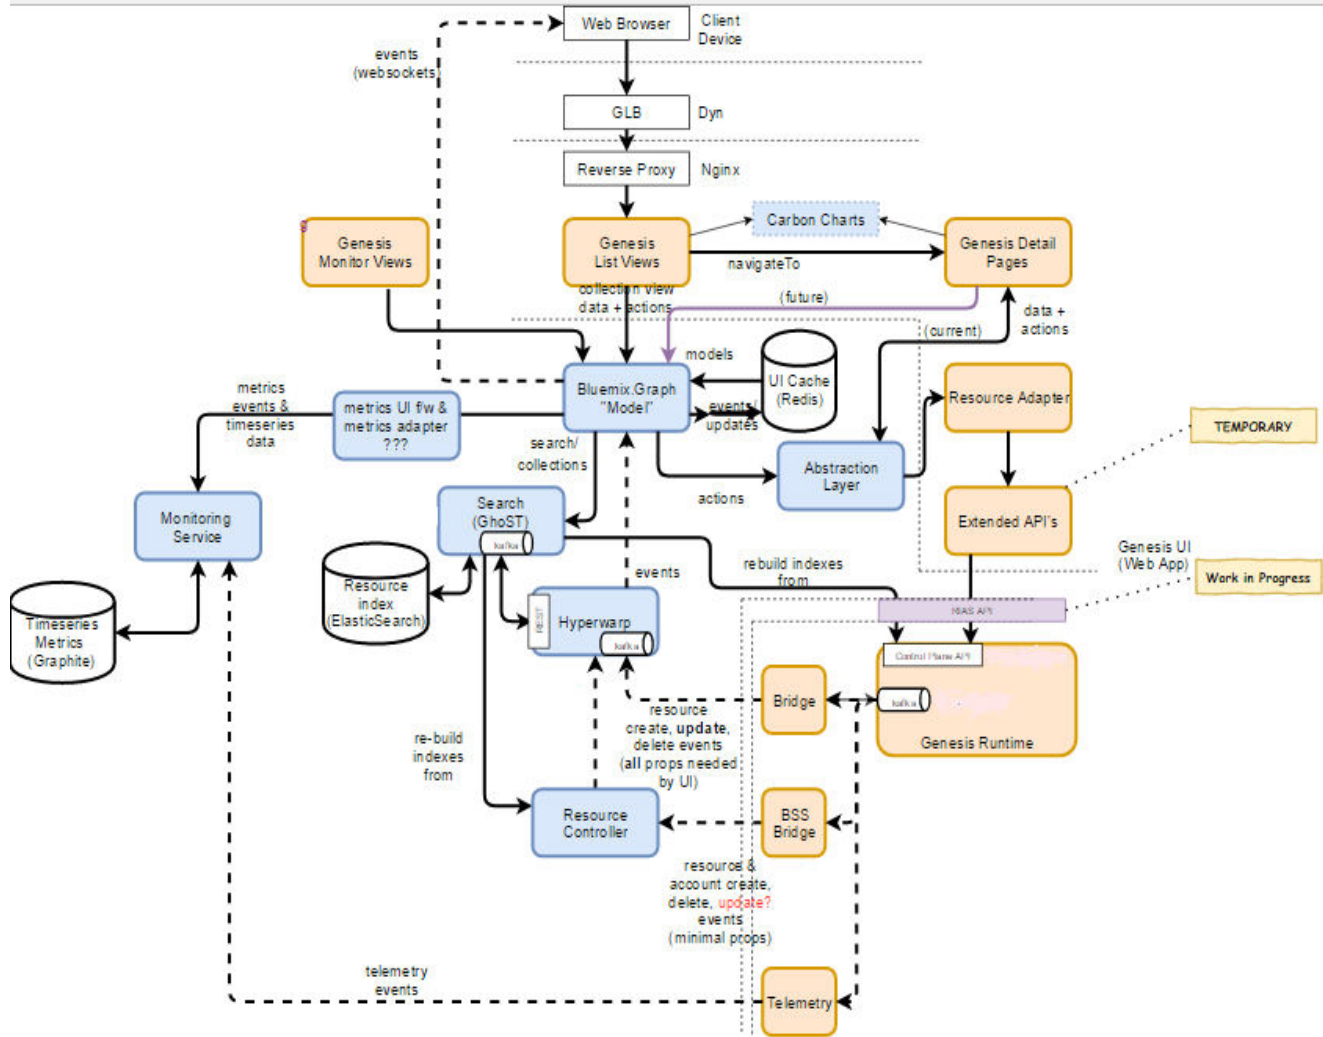 Web Browser
Client
Device
events
(websockets)
GLB
Dyn
Reverse Proxy
Nginx
Genesis
Monitor Views
Genesis
List Views
Carbon Charts
Genesis Detail
Pages
navigateTo
collection view
data + actions
(future)
data +
actions
(current)
models
UI Cache
(Redis)
events/
updates
Bluemix.Graph
"Model"
metrics
events &
timeseries
data
metrics UI f/w &
metrics adapter
???
Resource Adapter
TEMPORARY
search/
collections
Abstraction
Layer
actions
Monitoring
Service
Search
(GhoST)
kafka
Extended API's
Genesis UI
(Web App)
Work in Progress
rebuild indexes
from
Resource
index
(ElasticSearch)
events
REST
Hyperwarp
kafka
RIAS API
Control Plane API
Timeseries
Metrics
(Graphite)
kafka
Genesis Runtime
Bridge
resource
create, update,
delete events
(all props needed
by UI)
re-build
indexes
from
Resource
Controller
BSS
Bridge
resource &
account create,
delete, update?
events
(minimal props)
telemetry
events
Telemetry